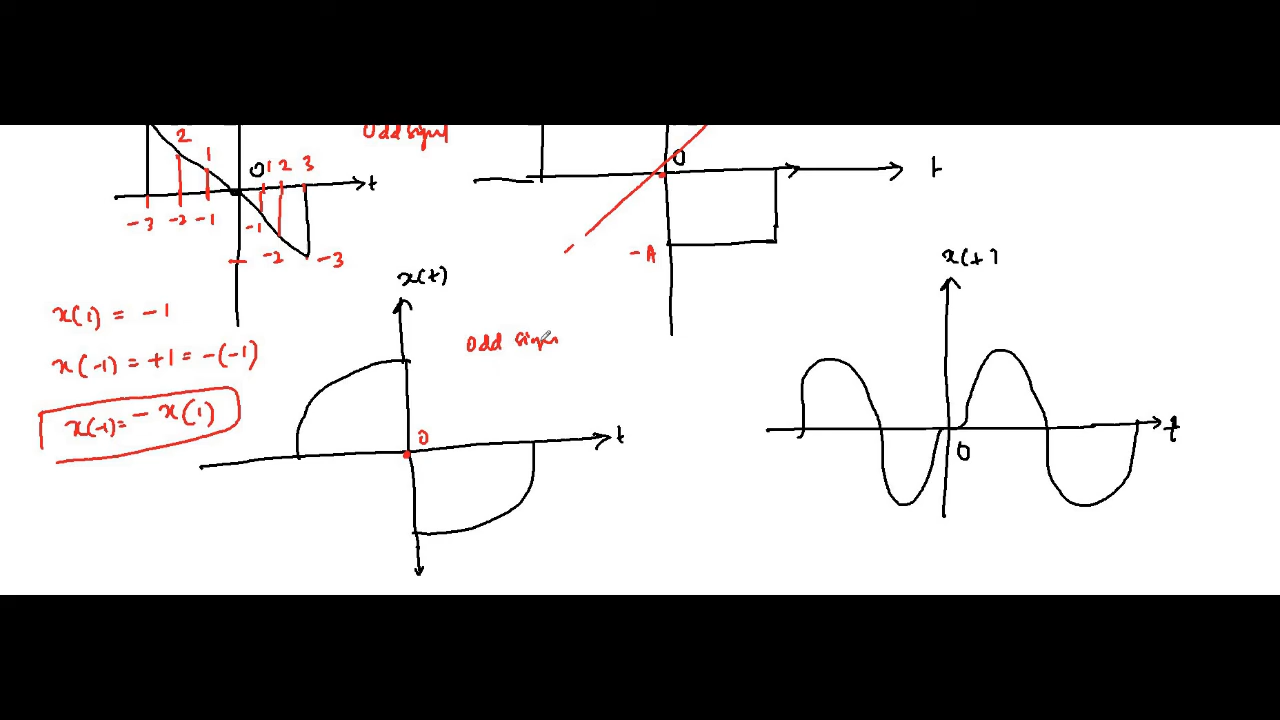 Odd signal
2
1
0
1 2 3
t
-3 -2 -1
-1
-2
-3
0
t
-A
x(1) = -1
x(-1) = +1 = -(-1)
x(-1) = - x(1)
x(t)
Odd sign
0
t
x(t)
0
t